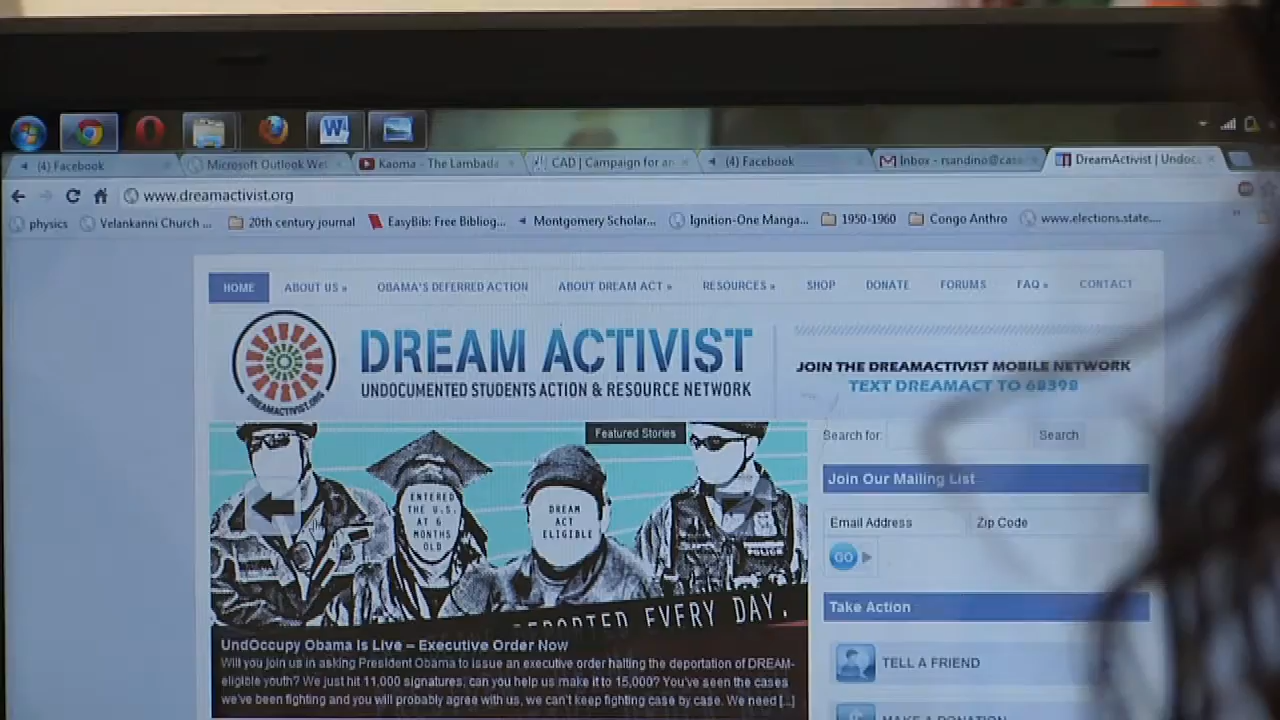 (4) Facebook
Microsoft Outlook Wel
Kaoma - The Lambada
CAD | Campaign for an
(4) Facebook
Inbox - rsandino@cas
DreamActivist | Undoc
www.dreamactivist.org
physics
Velankanni Church ...
20th century journal
EasyBib: Free Bibliog...
Montgomery Scholar...
Ignition-One Manga...
1950-1960
Congo Anthro
www.elections.state....
HOME
ABOUT US »
OBAMA'S DEFERRED ACTION
ABOUT DREAM ACT »
RESOURCES »
SHOP
DONATE
FORUMS
FAQ »
CONTACT
DREAMACTIVIST.ORG
DREAM ACTIVIST
UNDOCUMENTED STUDENTS ACTION & RESOURCE NETWORK
JOIN THE DREAMACTIVIST MOBILE NETWORK
TEXT DREAMACT TO 68398
Featured Stories
Search for:
Search
ENTERED
THE U.S.
AT 6
MONTHS
OLD
DREAM
ACT
ELIGIBLE
POLICE
DEPORTED EVERY DAY.
UndOccupy Obama Is Live – Executive Order Now
Will you join us in asking President Obama to issue an executive order halting the deportation of DREAM-
eligible youth? We just hit 11,000 signatures, can you help us make it to 15,000? You've seen the cases
we've been fighting and you will probably agree with us, we can't keep fighting case by case. We need [...]
Join Our Mailing List
Email Address
Zip Code
GO
Take Action
TELL A FRIEND
MAKE A DONATION